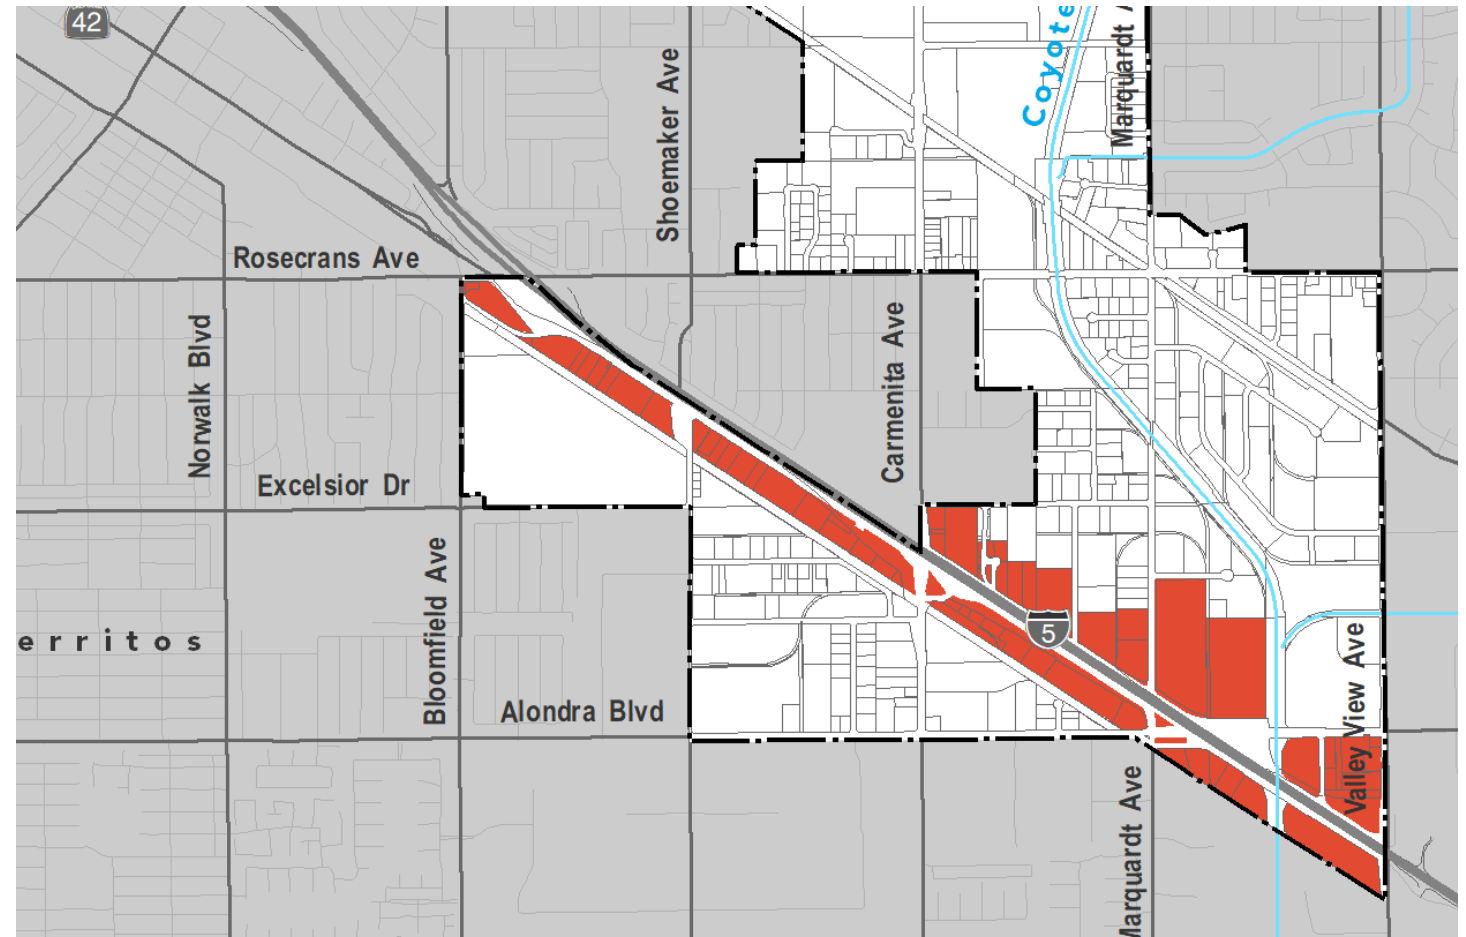 42
Coyote
Marquardt A
Shoemaker Ave
Rosecrans Ave
Norwalk Blvd
Carmenita Ave
Excelsior Dr
Bloomfield Ave
5
erritos
Valley View Ave
Alondra Blvd
Marquardt Ave